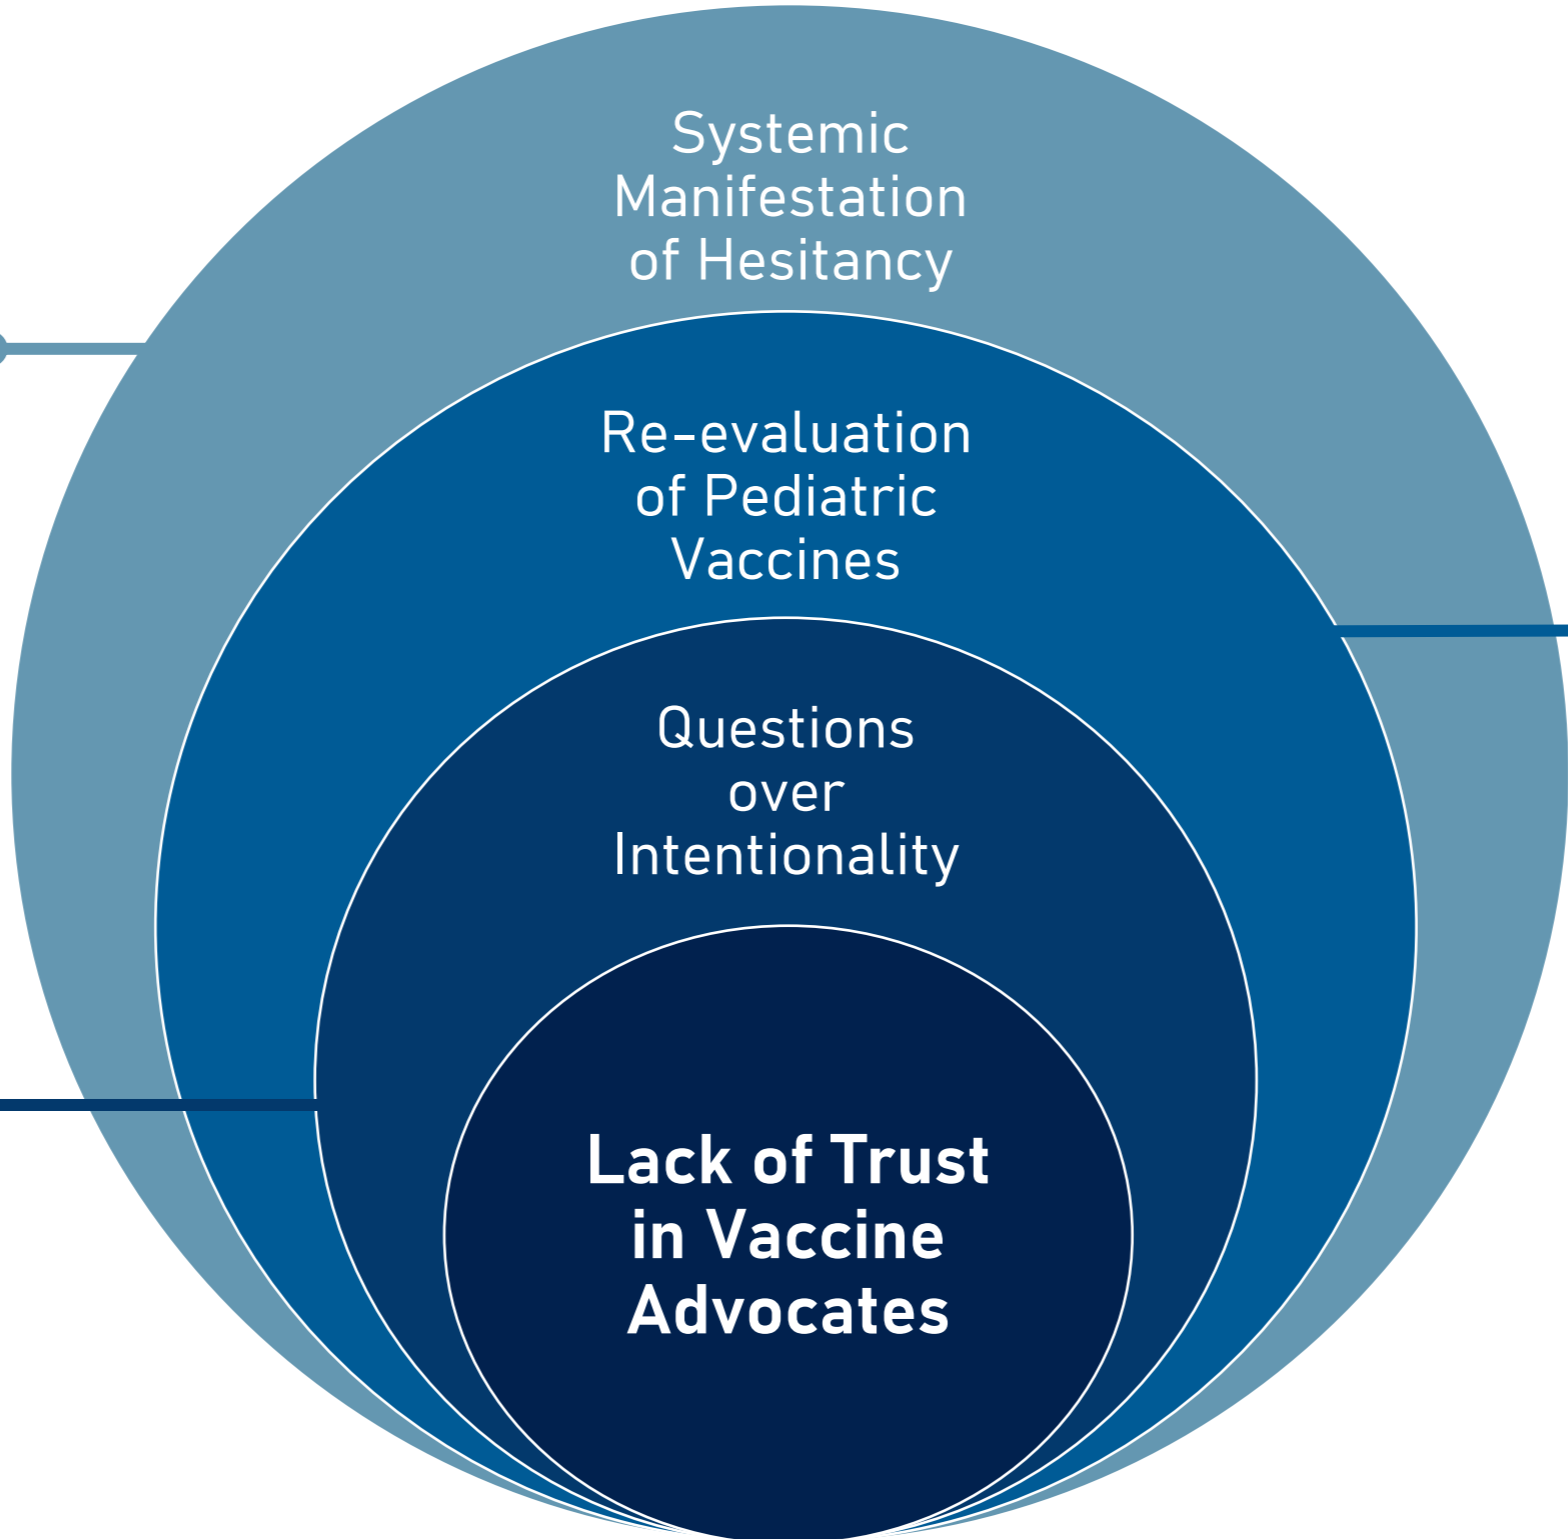 Systemic
Manifestation
of Hesitancy
Re-evaluation
of Pediatric
Vaccines
Questions
over
Intentionality
Lack of Trust
in Vaccine
Advocates